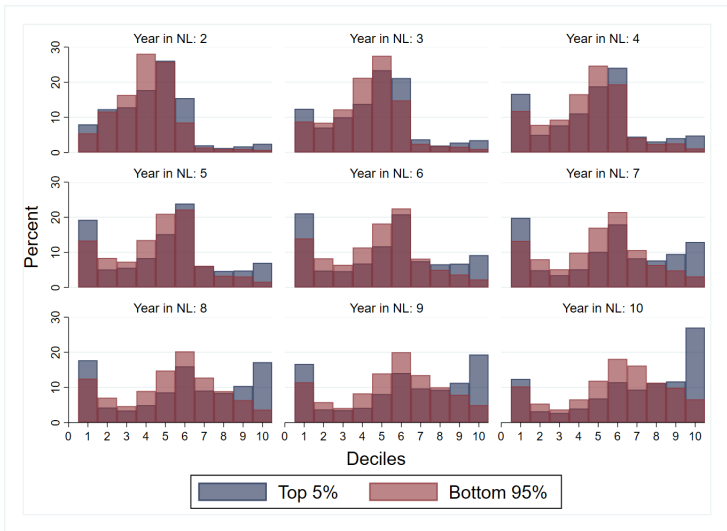 Year in NL: 2 Year in NL: 3 Year in NL: 4
30
20
10
0
Year in NL: 5 Year in NL: 6 Year in NL: 7
Percent
30
20
10
0
Year in NL: 8 Year in NL: 9 Year in NL: 10
30
20
10
0
0 1 2 3 4 5 6 7 8 9 10 0 1 2 3 4 5 6 7 8 9 10 0 1 2 3 4 5 6 7 8 9 10
Deciles
Top 5% Bottom 95%